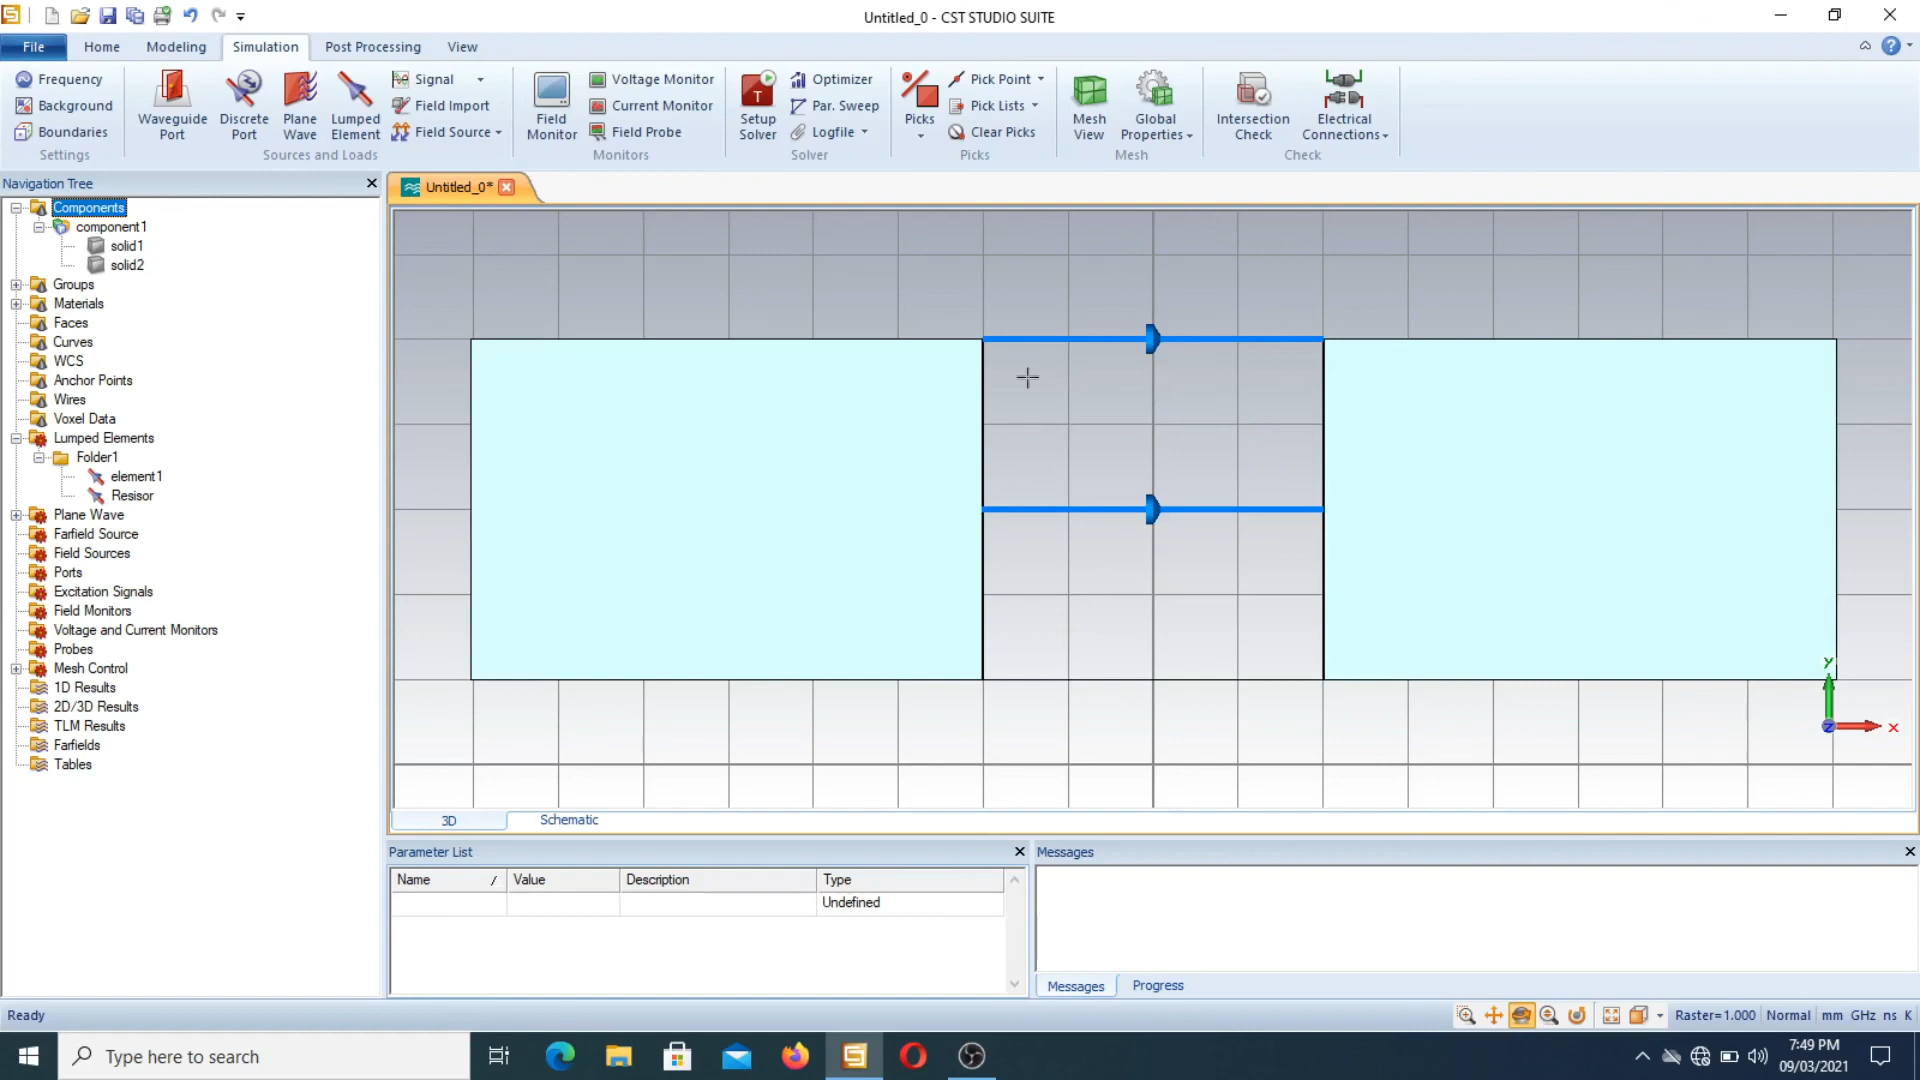 Untitled_0 - CST STUDIO SUITE
File Home Modeling Simulation Post Processing View
Frequency
Background
Boundaries
Settings
Waveguide Port
Discrete Port
Plane Wave
Lumped Element
Signal
Field Import
Field Source
Sources and Loads
Field Monitor
Voltage Monitor
Current Monitor
Field Probe
Monitors
Setup Solver
Optimizer
Par. Sweep
Logfile
Solver
Picks
Pick Point
Pick Lists
Clear Picks
Picks
Mesh View
Global Properties
Mesh
Intersection Check
Electrical Connections
Check
Navigation Tree
Untitled_0*
Components
component1
solid1
solid2
Groups
Materials
Faces
Curves
WCS
Anchor Points
Wires
Voxel Data
Lumped Elements
Folder1
element1
Resisor
Plane Wave
Farfield Source
Field Sources
Ports
Excitation Signals
Field Monitors
Voltage and Current Monitors
Probes
Mesh Control
1D Results
2D/3D Results
TLM Results
Farfields
Tables
y
z
x
3D Schematic
Parameter List
Name / Value Description Type
Undefined
Messages
Messages Progress
Ready
Raster=1.000 Normal mm GHz ns K
Type here to search
7:49 PM
09/03/2021